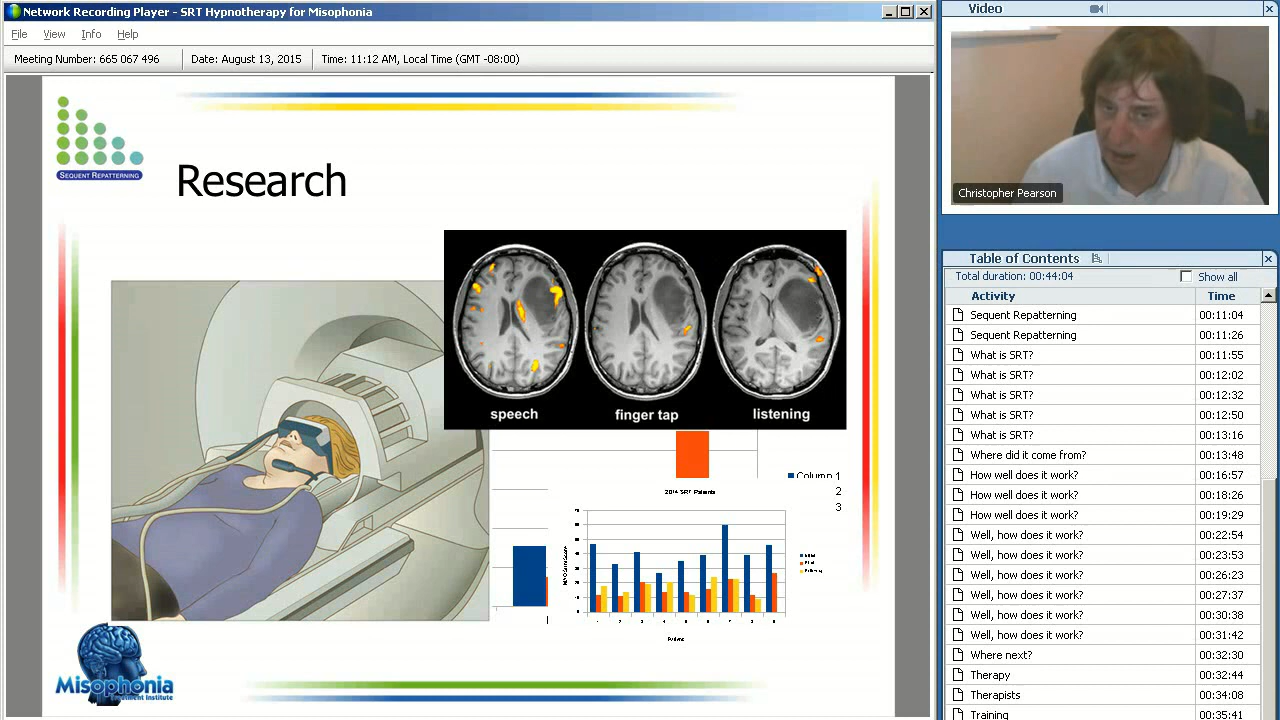 Network Recording Player - SRT Hypnotherapy for Misophonia
File View Info Help
Meeting Number: 665 067 496 Date: August 13, 2015 Time: 11:12 AM, Local Time (GMT -08:00)
SEQUENT REPATTERNING
Research
speech finger tap listening
Column 1
2
3
2014 SRT Patients
Misophonia
Treatment Institute
Video
Christopher Pearson
Table of Contents
Total duration: 00:44:04 Show all
Activity Time
Sequent Repatterning 00:11:04
Sequent Repatterning 00:11:26
What is SRT? 00:11:55
What is SRT? 00:12:02
What is SRT? 00:12:32
What is SRT? 00:12:50
What is SRT? 00:13:16
Where did it come from? 00:13:48
How well does it work? 00:16:57
How well does it work? 00:18:26
How well does it work? 00:19:29
Well, how does it work? 00:22:54
Well, how does it work? 00:23:53
Well, how does it work? 00:26:23
Well, how does it work? 00:27:37
Well, how does it work? 00:30:38
Well, how does it work? 00:31:42
Where next? 00:32:30
Therapy 00:32:44
Therapists 00:34:08
Training 00:35:41